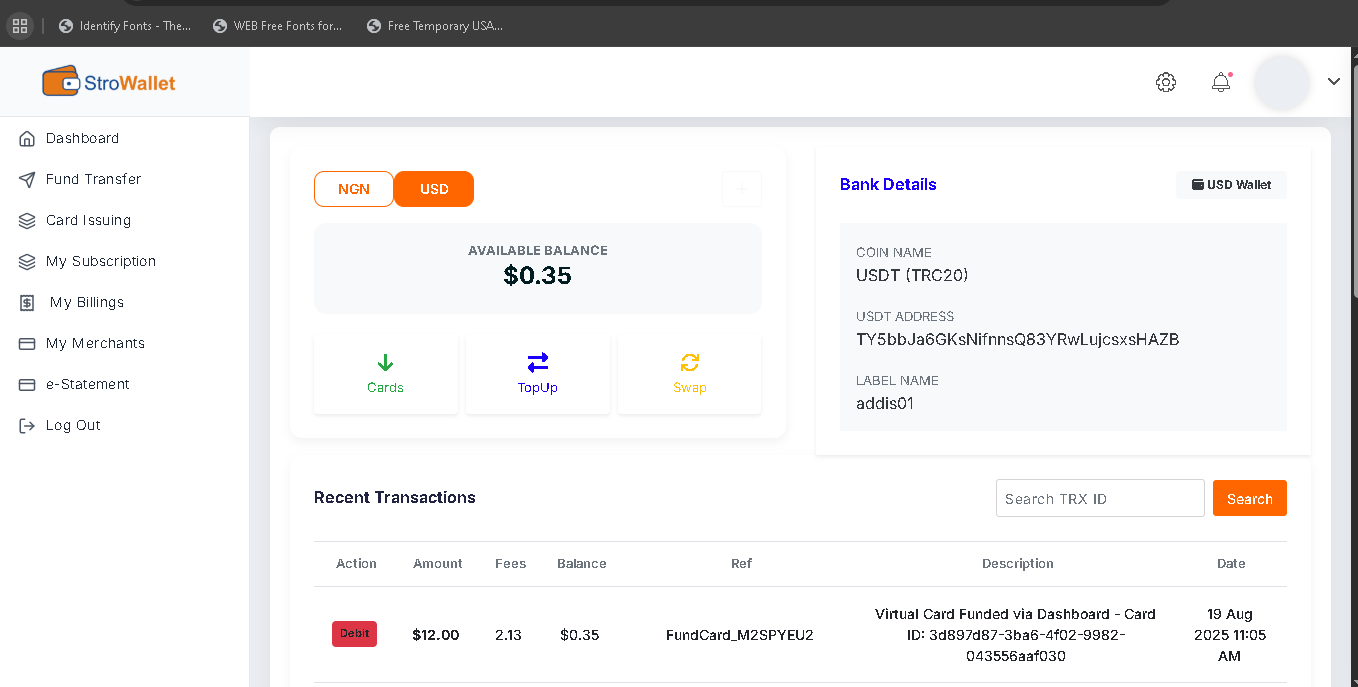 Identify Fonts - The...
WEB Free Fonts for...
Free Temporary USA...
StroWallet
Dashboard
Fund Transfer
Card Issuing
My Subscription
My Billings
My Merchants
e-Statement
Log Out
NGN
USD
AVAILABLE BALANCE
$0.35
Cards
TopUp
Swap
Bank Details
USD Wallet
COIN NAME
USDT (TRC20)
USDT ADDRESS
TY5bbJa6GKsNifnnsQ83YRwLujcsxsHAZB
LABEL NAME
addis01
Recent Transactions
Search TRX ID
Search
Action Amount Fees Balance Ref Description Date
Debit $12.00 2.13 $0.35 FundCard_M2SPYEU2
Virtual Card Funded via Dashboard - Card
ID: 3d897d87-3ba6-4f02-9982-
043556aaf030
19 Aug
2025 11:05
AM